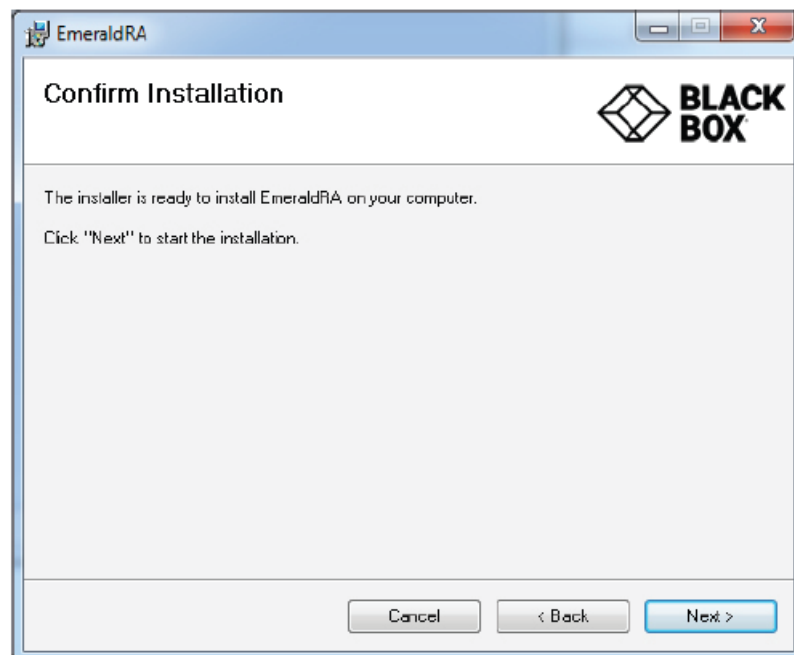 EmeraldRA
Confirm Installation
BLACK
BOX
The installer is ready to install EmeraldRA on your computer.
Click "Next" to start the installation.
Cancel
< Back
Next >